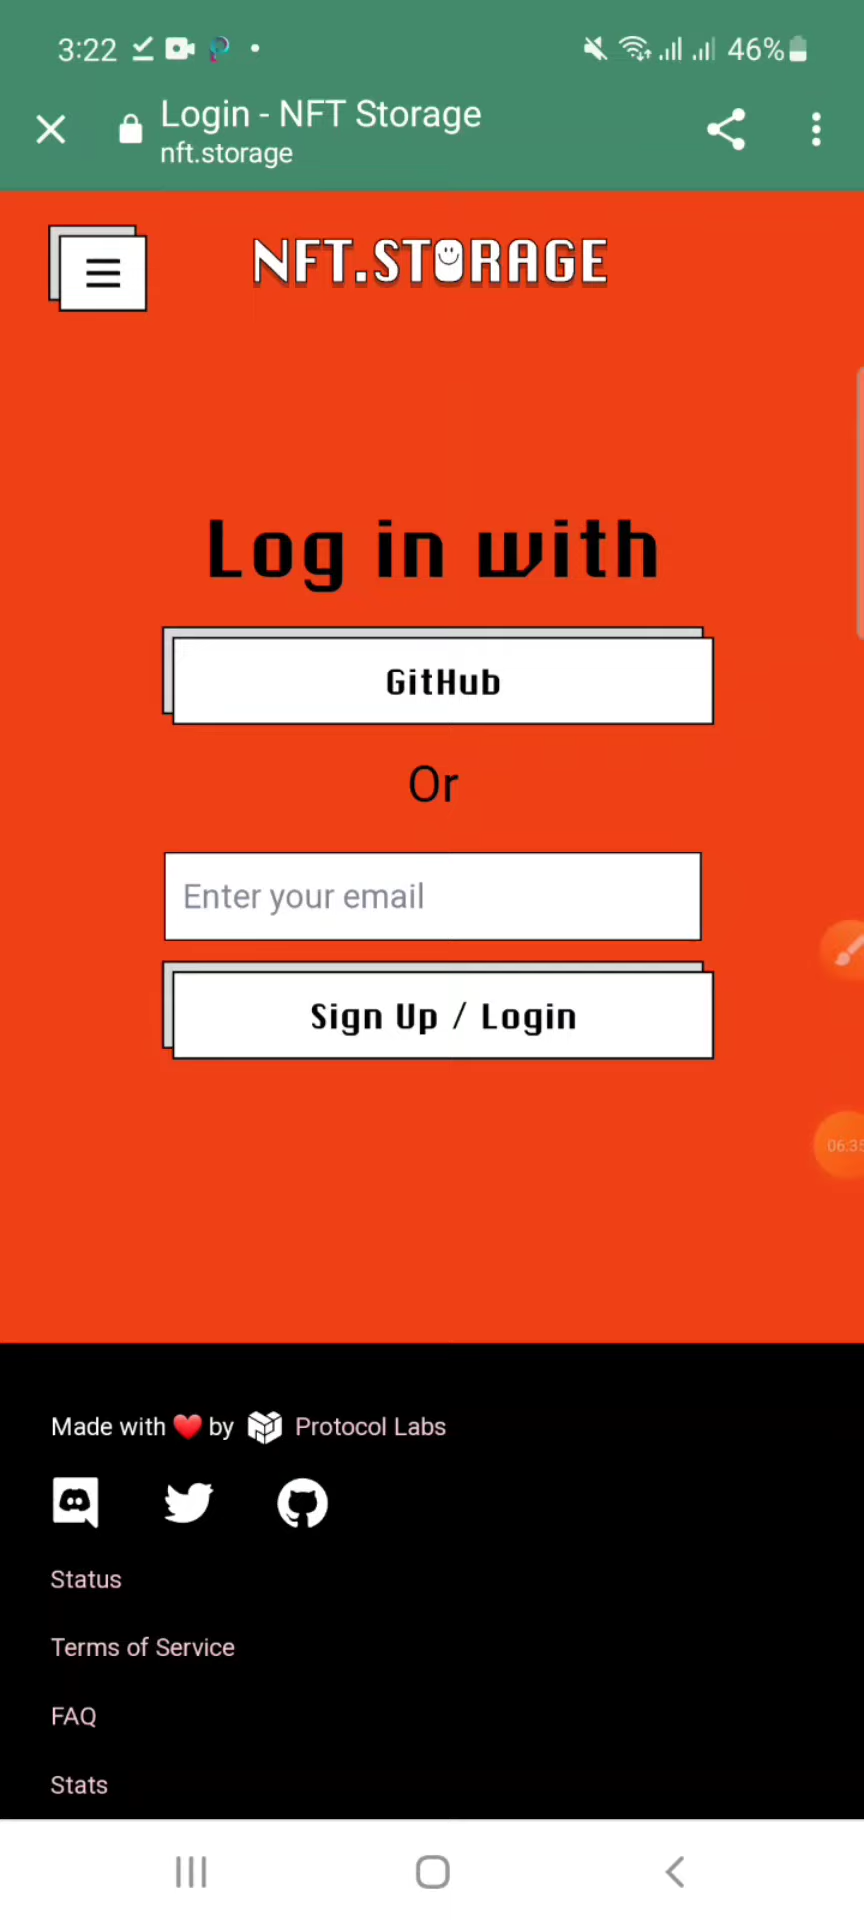 3:22
46%
Login - NFT Storage
nft.storage
NFT.STORAGE
Log in with
GitHub
Or
Enter your email
Sign Up / Login
Made with ❤️ by Protocol Labs
Status
Terms of Service
FAQ
Stats